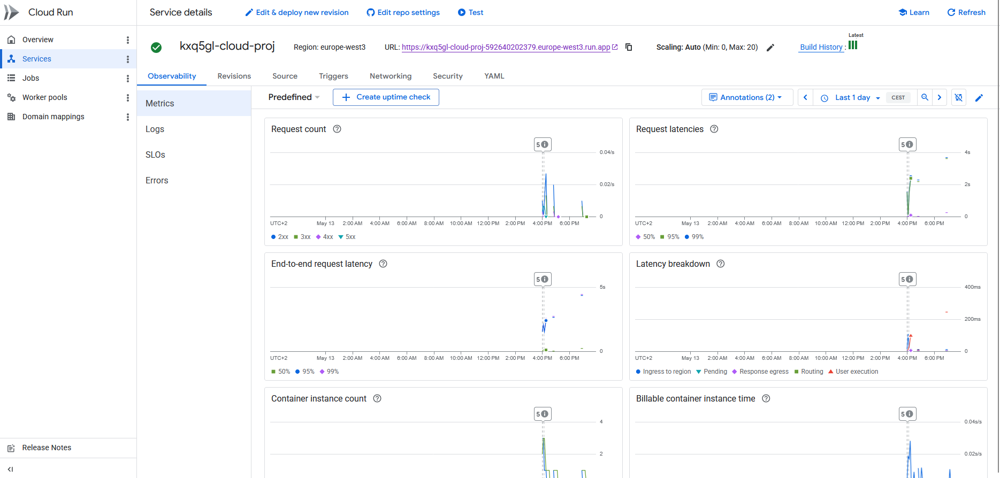 Cloud Run
Service details
Edit & deploy new revision
Edit repo settings
Test
Learn
Refresh
Overview
Services
Jobs
Worker pools
Domain mappings
Release Notes
kxq5gl-cloud-proj
Region: europe-west3
URL: https://kxq5gl-cloud-proj-592640202379.europe-west3.run.app
Scaling: Auto (Min: 0, Max: 20)
Build History :
Latest
Observability
Revisions
Source
Triggers
Networking
Security
YAML
Metrics
Logs
SLOs
Errors
Predefined
Create uptime check
Annotations (2)
Last 1 day
CEST
Request count
5
0.04/s
0.02/s
0
UTC+2 May 13 2:00 AM 4:00 AM 6:00 AM 8:00 AM 10:00 AM 12:00 PM 2:00 PM 4:00 PM 6:00 PM
2xx 3xx 4xx 5xx
Request latencies
5
4s
2s
0
UTC+2 May 13 2:00 AM 4:00 AM 6:00 AM 8:00 AM 10:00 AM 12:00 PM 2:00 PM 4:00 PM 6:00 PM
50% 95% 99%
End-to-end request latency
5
5s
0
UTC+2 May 13 2:00 AM 4:00 AM 6:00 AM 8:00 AM 10:00 AM 12:00 PM 2:00 PM 4:00 PM 6:00 PM
50% 95% 99%
Latency breakdown
5
400ms
200ms
0
UTC+2 May 13 2:00 AM 4:00 AM 6:00 AM 8:00 AM 10:00 AM 12:00 PM 2:00 PM 4:00 PM 6:00 PM
Ingress to region Pending Response egress Routing User execution
Container instance count
5
4
2
Billable container instance time
5
0.04s/s
0.02s/s